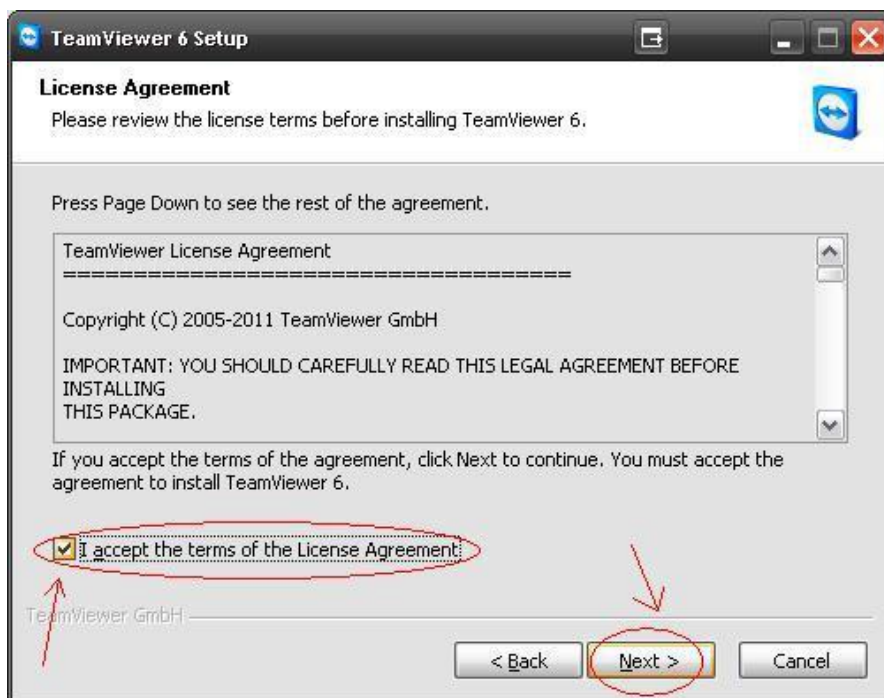 TeamViewer 6 Setup
License Agreement
Please review the license terms before installing TeamViewer 6.
Press Page Down to see the rest of the agreement.
TeamViewer License Agreement
====================================
Copyright (C) 2005-2011 TeamViewer GmbH
IMPORTANT: YOU SHOULD CAREFULLY READ THIS LEGAL AGREEMENT BEFORE
INSTALLING
THIS PACKAGE.
If you accept the terms of the agreement, click Next to continue. You must accept the
agreement to install TeamViewer 6.
I accept the terms of the License Agreement
TeamViewer GmbH
< Back Next > Cancel